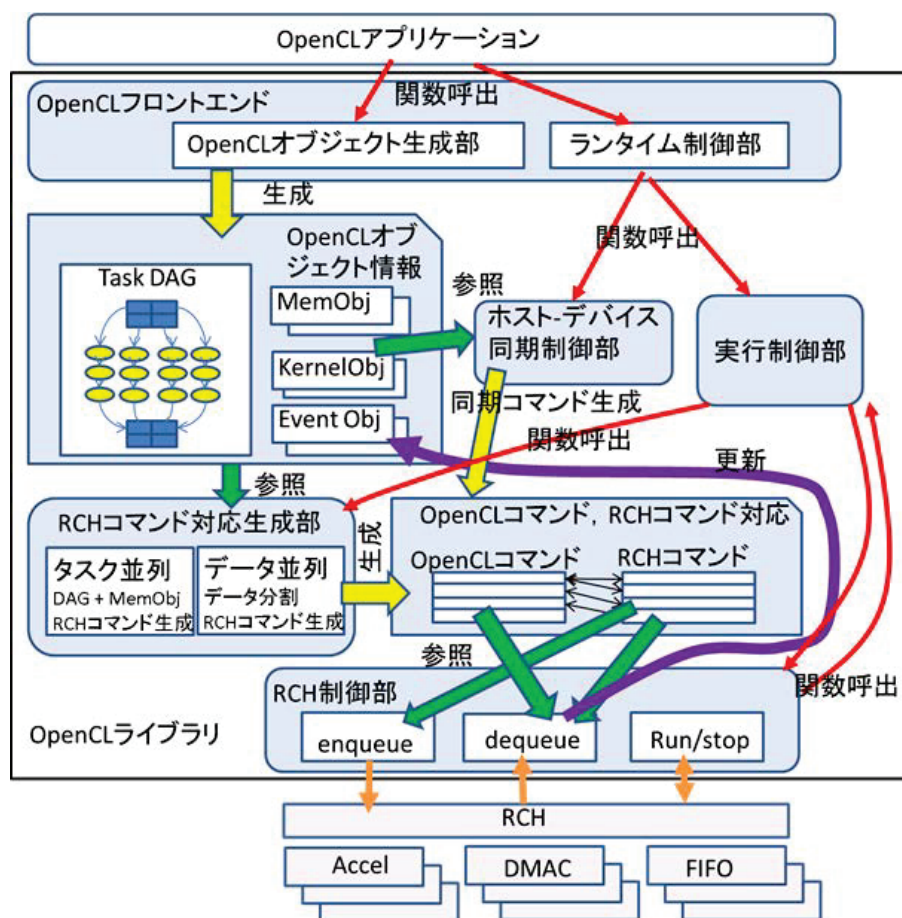 OpenCLアプリケーション
関数呼出
OpenCLフロントエンド
OpenCLオブジェクト生成部
ランタイム制御部
生成
関数呼出
OpenCLオブ
ジェクト情報
Task DAG
MemObj
KernelObj
Event Obj
参照
ホスト-デバイス
同期制御部
実行制御部
同期コマンド生成
関数呼出
更新
参照
RCHコマンド対応生成部
タスク並列
DAG + MemObj
RCHコマンド生成
データ並列
データ分割
RCHコマンド生成
生成
OpenCLコマンド, RCHコマンド対応
OpenCLコマンド
RCHコマンド
参照
関数呼出
RCH制御部
enqueue
dequeue
Run/stop
OpenCLライブラリ
RCH
Accel
DMAC
FIFO